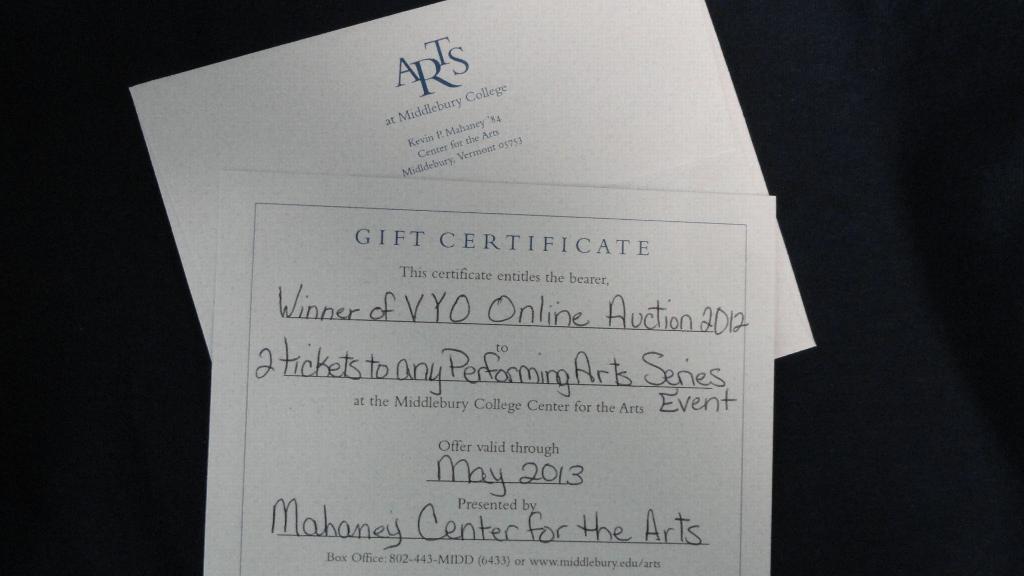 ARTS
at Middlebury College
Kevin P. Mahaney '84
Center for the Arts
Middlebury, Vermont 05753
GIFT CERTIFICATE
This certificate entitles the bearer,
Winner of VYO Online Auction 2012
to
2 tickets to any Performing Arts Series
at the Middlebury College Center for the Arts Event
Offer valid through
May 2013
Presented by
Mahaney Center for the Arts
Box Office: 802-443-MIDD (6433) or www.middlebury.edu/arts